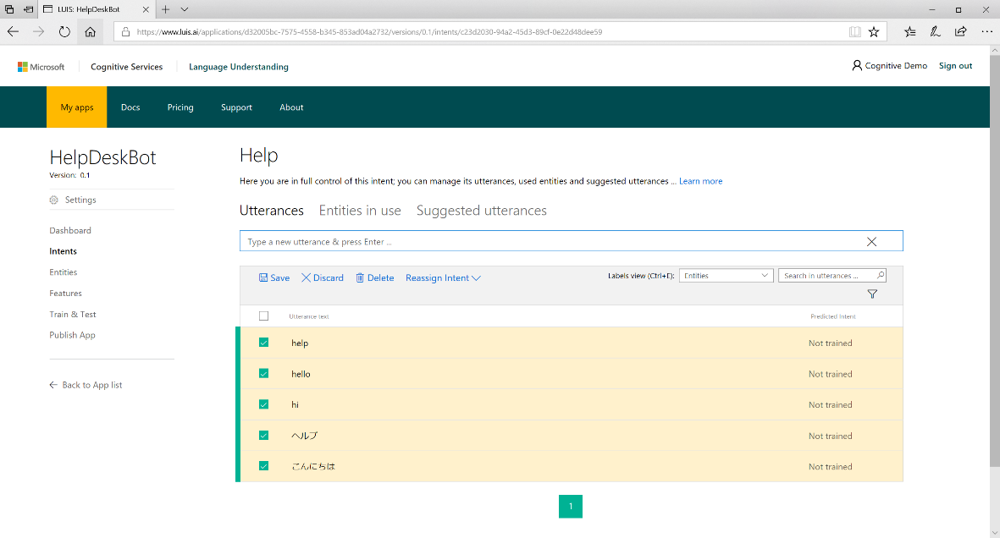 LUIS: HelpDeskBot
https://www.luis.ai/applications/d32005bc-7575-4558-b345-853ad04a2732/versions/0.1/intents/c23d2030-94a2-45d3-89cf-0e22d48dee59
Microsoft Cognitive Services Language Understanding Cognitive Demo Sign out
My apps Docs Pricing Support About
HelpDeskBot
Version: 0.1
Settings
Dashboard
Intents
Entities
Features
Train & Test
Publish App
Back to App list
Help
Here you are in full control of this intent; you can manage its utterances, used entities and suggested utterances ... Learn more
Utterances Entities in use Suggested utterances
Type a new utterance & press Enter ...
Save Discard Delete Reassign Intent Labels view (Ctrl+E): Entities Search in utterances ...
Utterance text Predicted Intent
help Not trained
hello Not trained
hi Not trained
ヘルプ Not trained
こんにちは Not trained
1